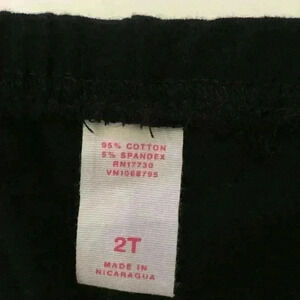 95% COTTON
5% SPANDEX
RN17730
VN1068795
2T
MADE IN
NICARAGUA